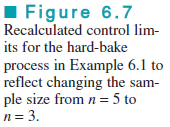 ■ Figure 6.7
Recalculated control lim-
its for the hard-bake
process in Example 6.1 to
reflect changing the sam-
ple size from n = 5 to
n = 3.